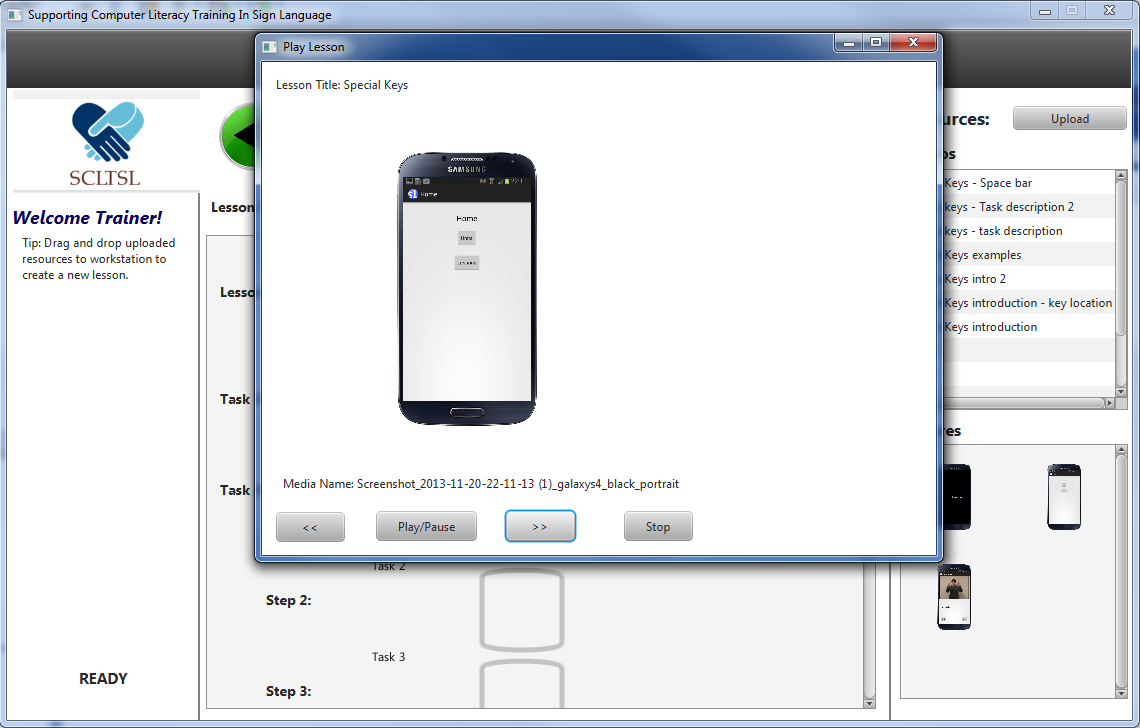 Supporting Computer Literacy Training In Sign Language
Play Lesson
Lesson Title: Special Keys
SAMSUNG
Home
Home
Units
Lessons
Media Name: Screenshot_2013-11-20-22-11-13 (1)_galaxys4_black_portrait
<<
Play/Pause
>>
Stop
SCLTSL
Welcome Trainer!
Tip: Drag and drop uploaded
resources to workstation to
create a new lesson.
READY
Lesson
Lesso
Task
Task
Task 2
Step 2:
Task 3
Step 3:
urces:
Upload
os
Keys - Space bar
keys - Task description 2
keys - task description
Keys examples
Keys intro 2
Keys introduction - key location
Keys introduction
es